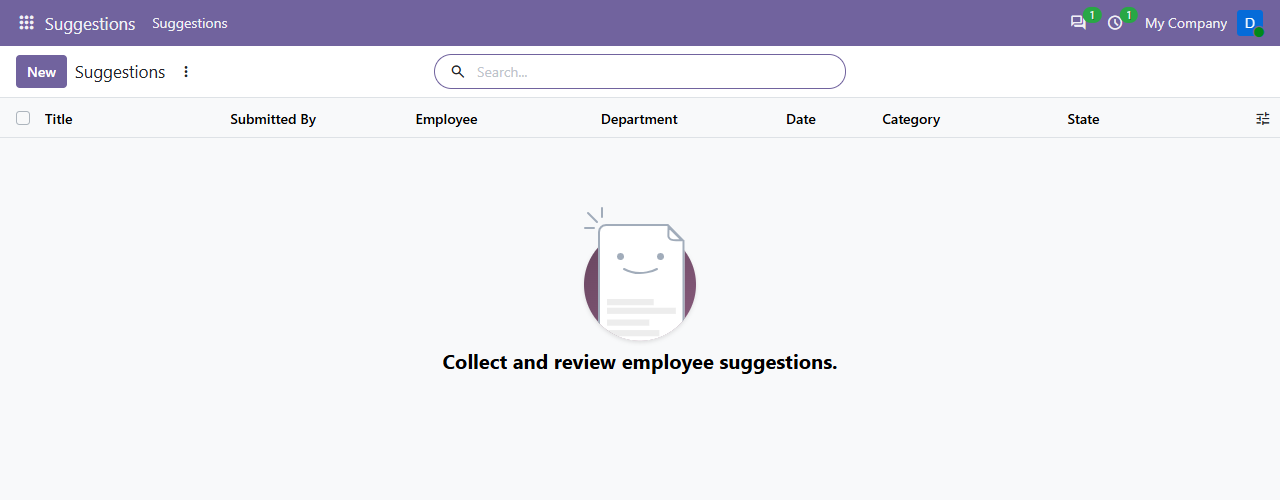 Suggestions Suggestions 1 1 My Company D
New Suggestions Search...
Title Submitted By Employee Department Date Category State
Collect and review employee suggestions.